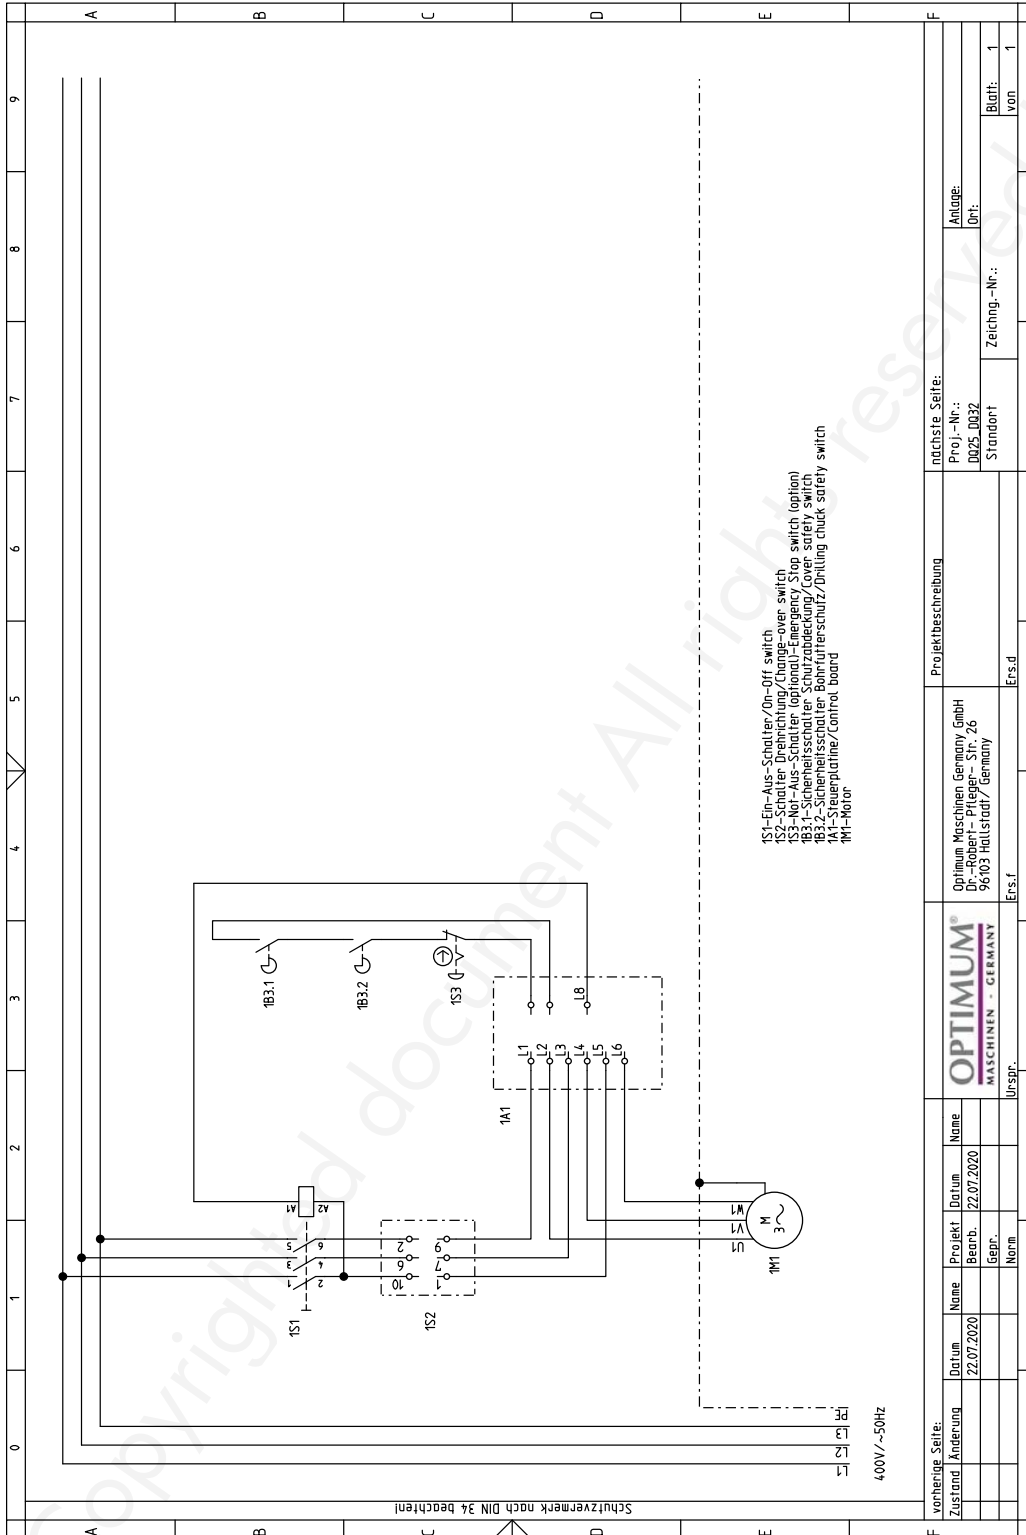 0 1 2 3 4 5 6 7 8 9
A
A
B
B
C
C
D
D
E
E
F
F
Schutzvermerk nach DIN 34 beachten!
1S1
1 3 5
2 4 6
A1
A2
1B3.1
1B3.2
1S3
1S2
10 6 2
1 7 9
1A1
L1
L2
L3
L4
L5
L6
L8
U1 V1 W1
M
3~
1M1
L1 L2 L3 PE
400V/~50Hz
1S1-Ein-Aus-Schalter/On-Off switch
1S2-Schalter Drehrichtung/Change-over switch
1S3-Not-Aus-Schalter (optional)-Emergency Stop switch (option)
1B3.1-Sicherheitsschalter Schutzabdeckung/Cover safety switch
1B3.2-Sicherheitsschalter Bohrfutterschutz/Drilling chuck safety switch
1A1-Steuerplatine/Control board
1M1-Motor
vorherige Seite:
Projektbeschreibung
nächste Seite:
Zustand Änderung Datum Name Projekt Datum Name
22.07.2020
Bearb. 22.07.2020
Gepr.
Norm
Urspr.
OPTIMUM®
MASCHINEN - GERMANY
Optimum Maschinen Germany GmbH
Dr.-Robert- Pfleger- Str. 26
96103 Hallstadt/ Germany
Ers.f
Ers.d
Proj.-Nr.:
DQ25_DQ32
Standort
Zeichng.-Nr.:
Anlage:
Ort:
Blatt: 1
von 1
Copyrighted document All rights reserved